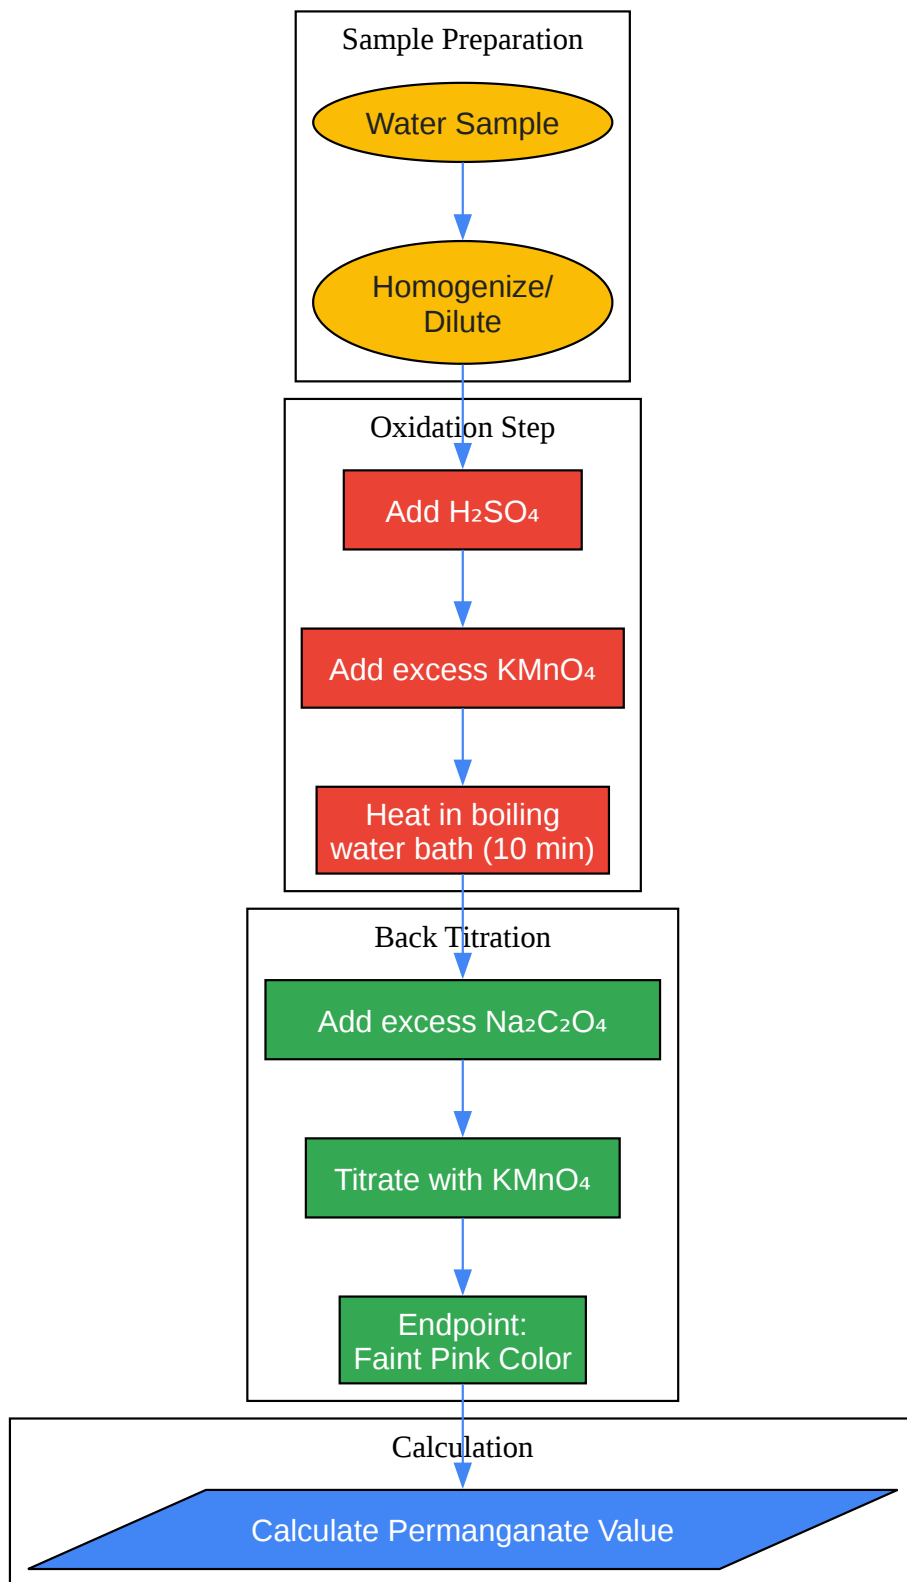 Sample Preparation
Water Sample
Homogenize/
Dilute
Oxidation Step
Add H₂SO₄
Add excess KMnO₄
Heat in boiling
water bath (10 min)
Back Titration
Add excess Na₂C₂O₄
Titrate with KMnO₄
Endpoint:
Faint Pink Color
Calculation
Calculate Permanganate Value